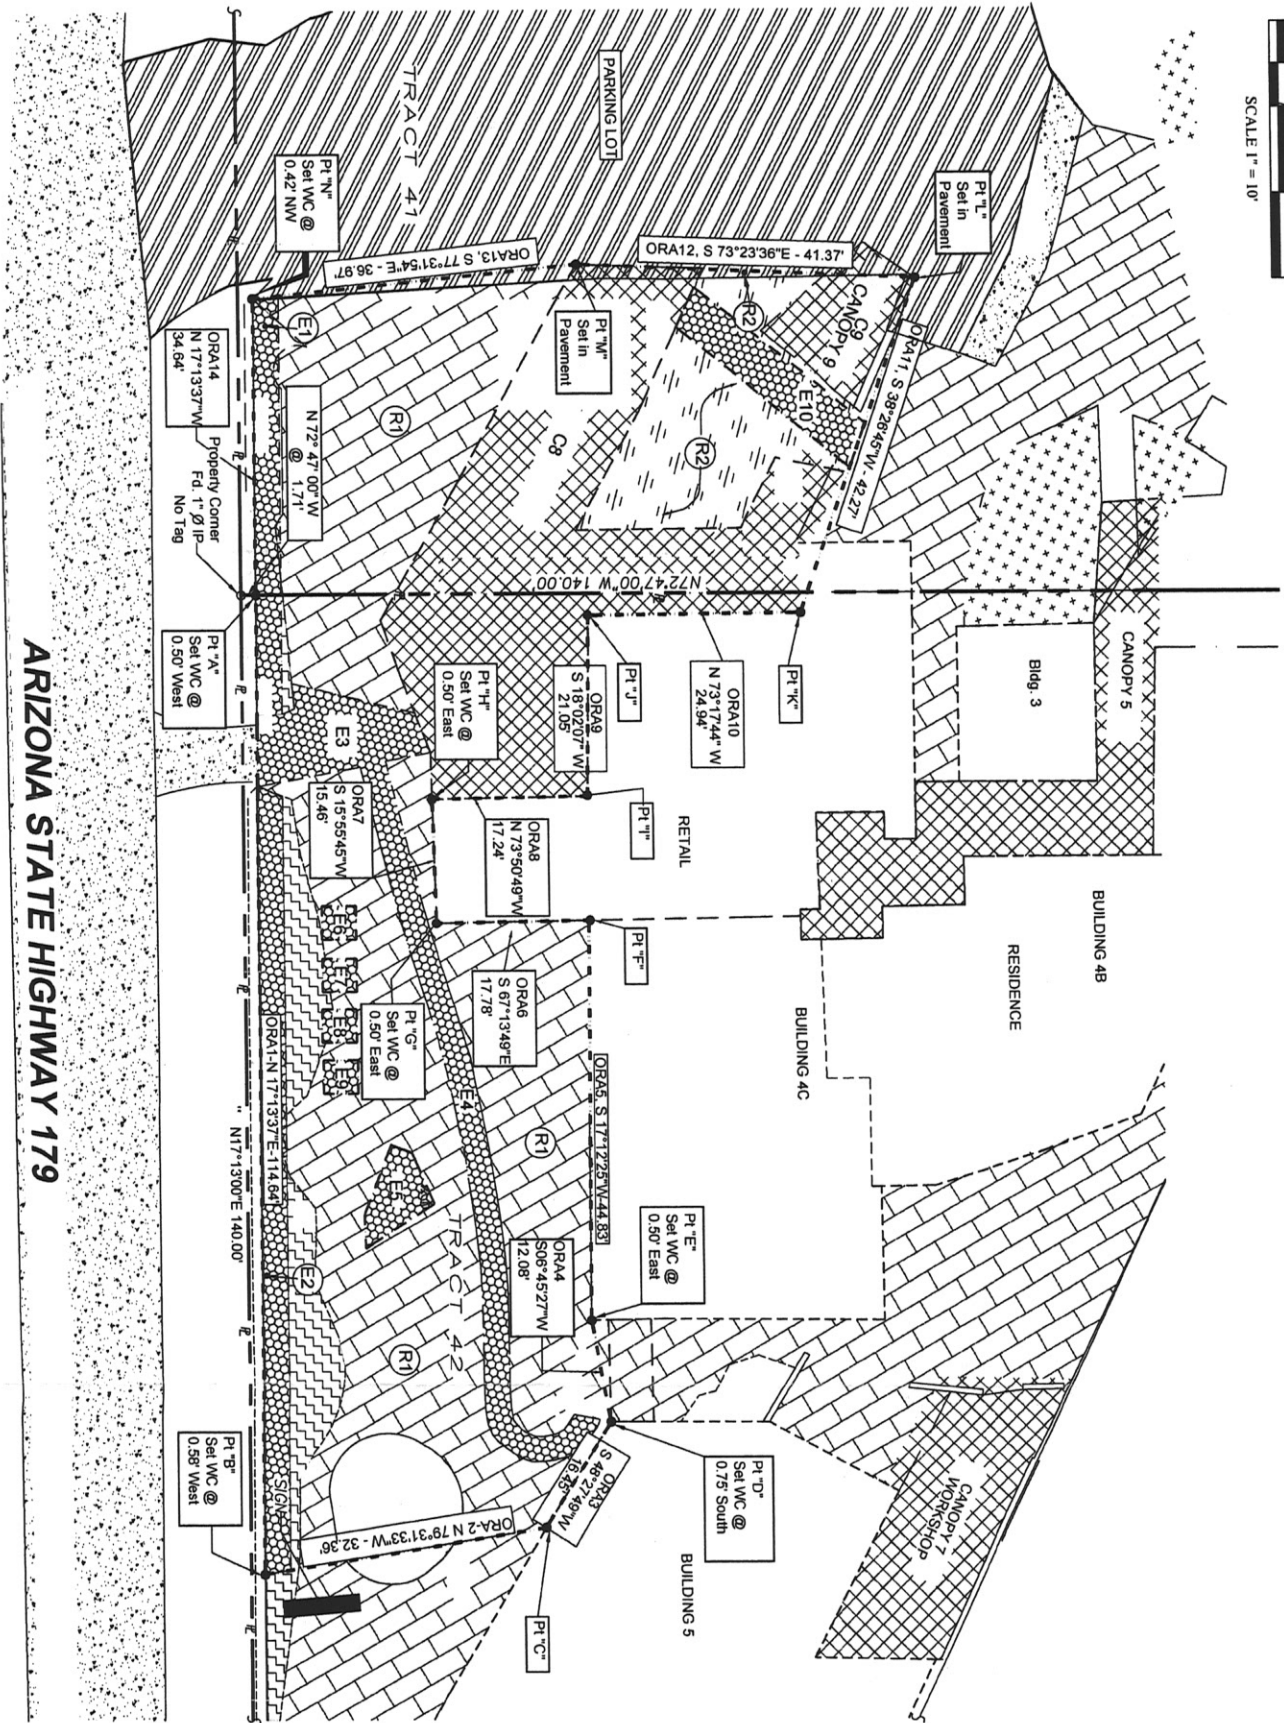 SCALE 1" = 10'
PARKING LOT
TRACT 41
Pt "L"
Set in
Pavement
Pt "N"
Set WC @
0.42' NW
ORA13, S 77°31'54"E - 36.97'
ORA12, S 73°23'36"E - 41.37'
ORA11, S 38°26'45"W - 42.27'
C9
CANOPY 9
R2
Pt "M"
Set in
Pavement
E1
E10
R2
R1
C8
ORA14
N 17°13'37"W
34.64'
N 72° 47' 00" W
@ 1.71'
Property Corner
Fd. 1" Ø IP
No Tag
N72°47'00"W 140.00'
CANOPY 5
Bldg. 3
Pt "A"
Set WC @
0.50' West
Pt "H"
Set WC @
0.50' East
ORA9
S 18°02'07" W
21.05'
Pt "J"
ORA10
N 73°17'44" W
24.94'
Pt "K"
E3
ORA7
S 15°55'45"W
15.46'
ORA8
N 73°50'49"W
17.24'
Pt "I"
RETAIL
BUILDING 4B
RESIDENCE
BUILDING 4C
Pt "F"
ORA6
S 67°13'49"E
17.78'
Pt "G"
Set WC @
0.50' East
E6
E7
E8
E9
E4
R1
E5
ORA1-N 17°13'37"E-114.64'
" N17°13'00"E 140.00'
ORA5, S 17°12'25"W-44.83'
TRACT 42
Pt "E"
Set WC @
0.50' East
ORA4
S06°45'27"W
12.08'
E2
R1
Pt "D"
Set WC @
0.75' South
ORA3
S 48°27'49"W
16.45'
CANOPY 7
WORKSHOP
BUILDING 5
Pt "B"
Set WC @
0.58' West
SIGN
ORA-2 N 79°31'33"W - 32.36'
Pt "C"
ARIZONA STATE HIGHWAY 179